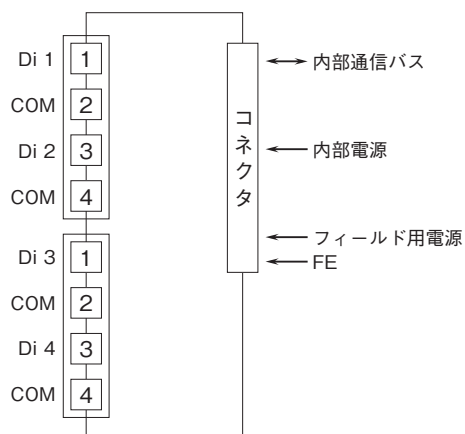 Di 1 1
COM 2
Di 2 3
COM 4
Di 3 1
COM 2
Di 4 3
COM 4
コネクタ
内部通信バス
内部電源
フィールド用電源
FE